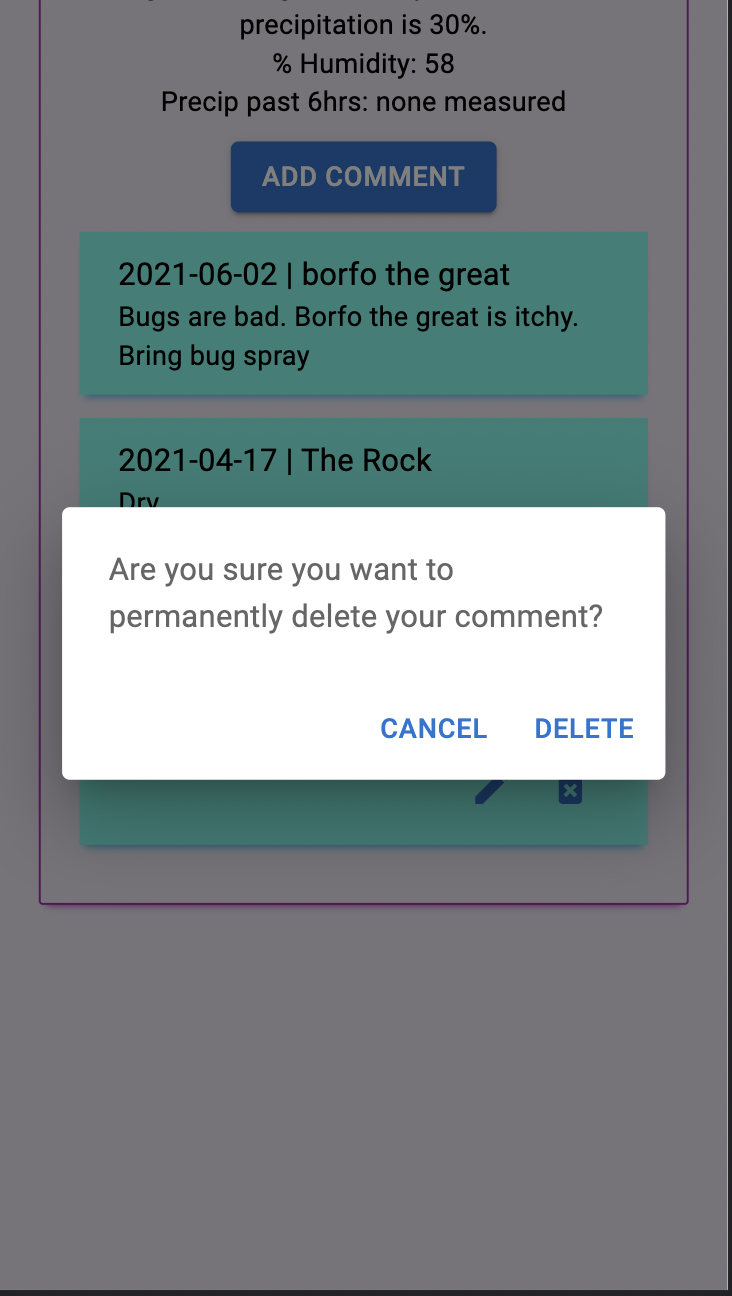 precipitation is 30%.
% Humidity: 58
Precip past 6hrs: none measured
ADD COMMENT
2021-06-02 | borfo the great
Bugs are bad. Borfo the great is itchy.
Bring bug spray
2021-04-17 | The Rock
Dry
Are you sure you want to
permanently delete your comment?
CANCEL DELETE